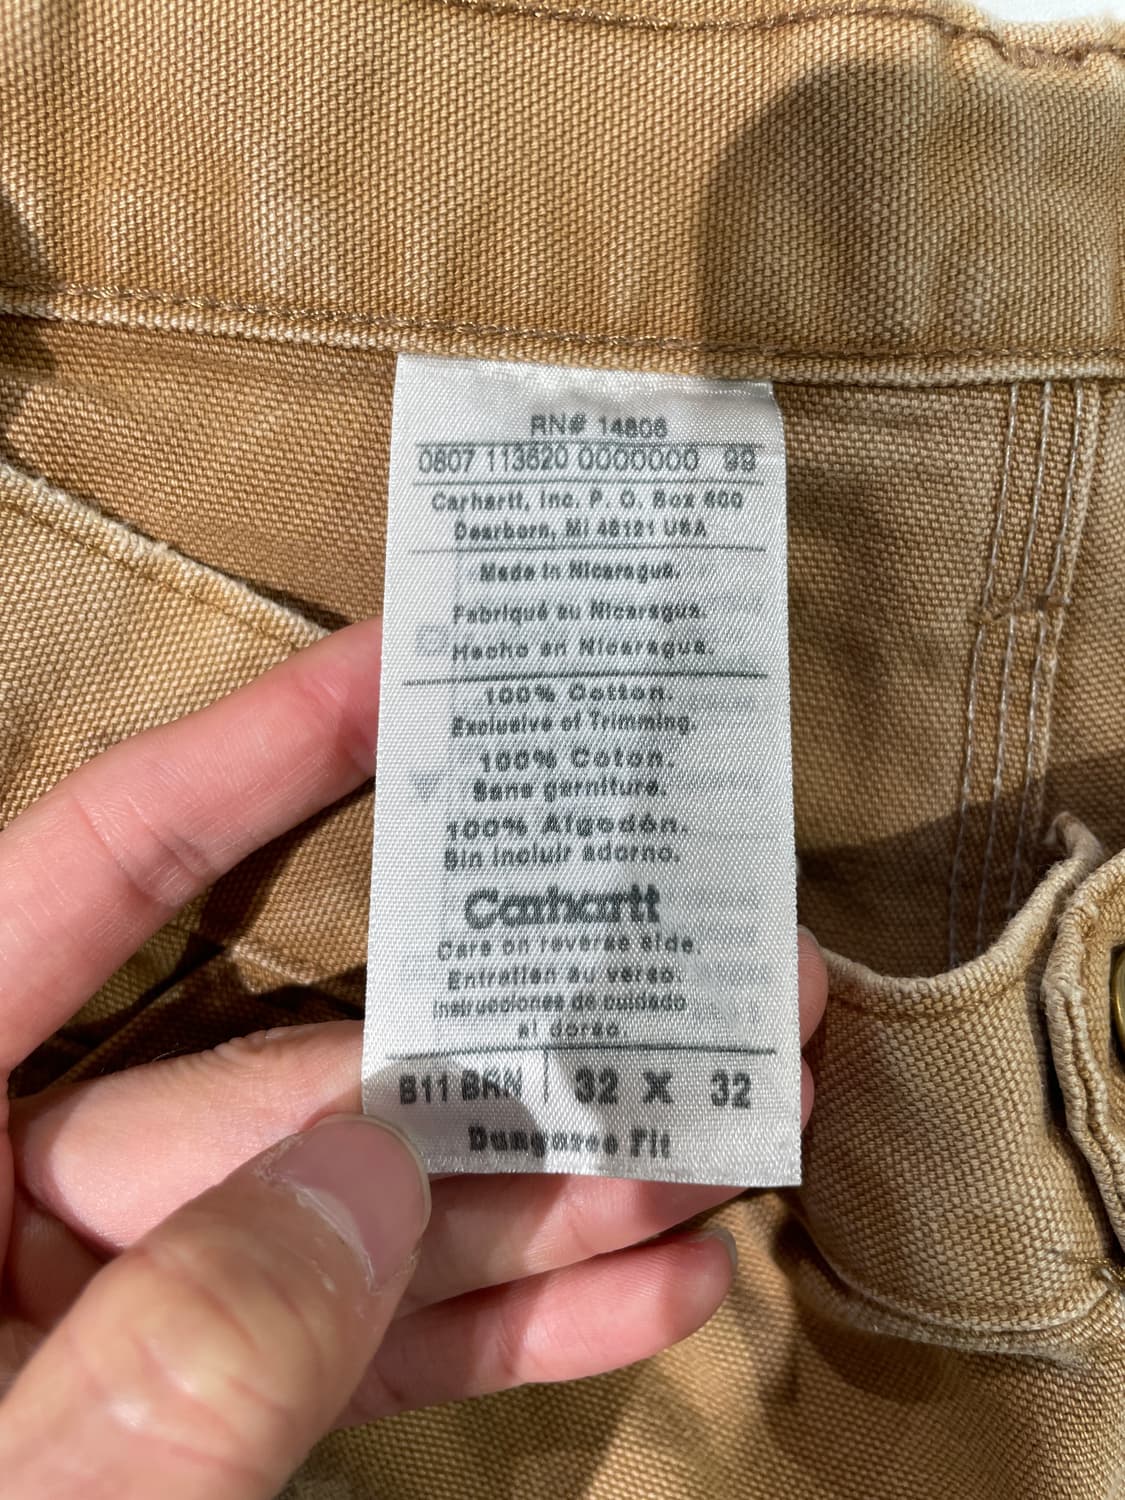 RN# 14806
0807 113620 0000000 99
Carhartt, Inc. P. O. Box 600
Dearborn, MI 48121 USA
Made in Nicaragua.
Fabriqué au Nicaragua.
Hecho en Nicaragua.
100% Cotton.
Exclusive of Trimming.
100% Coton.
Sans garniture.
100% Algodón.
Sin incluir adorno.
Carhartt
Care on reverse side.
Entretien au verso.
Instrucciones de cuidado
al dorso.
B11 BRN 32 X 32
Dungaree Fit